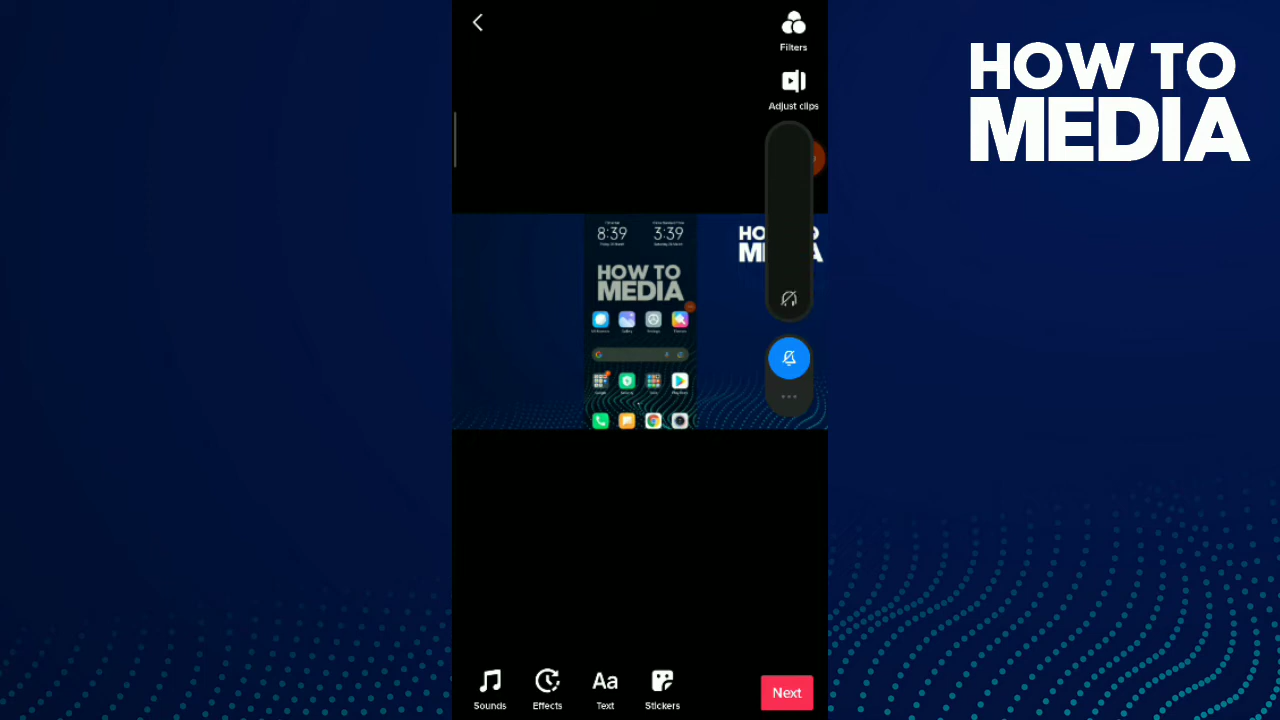 HOW TO
MEDIA
Filters
Adjust clips
8:39
3:39
HOW TO
MEDIA
Sounds
Effects
Aa
Text
Stickers
Next